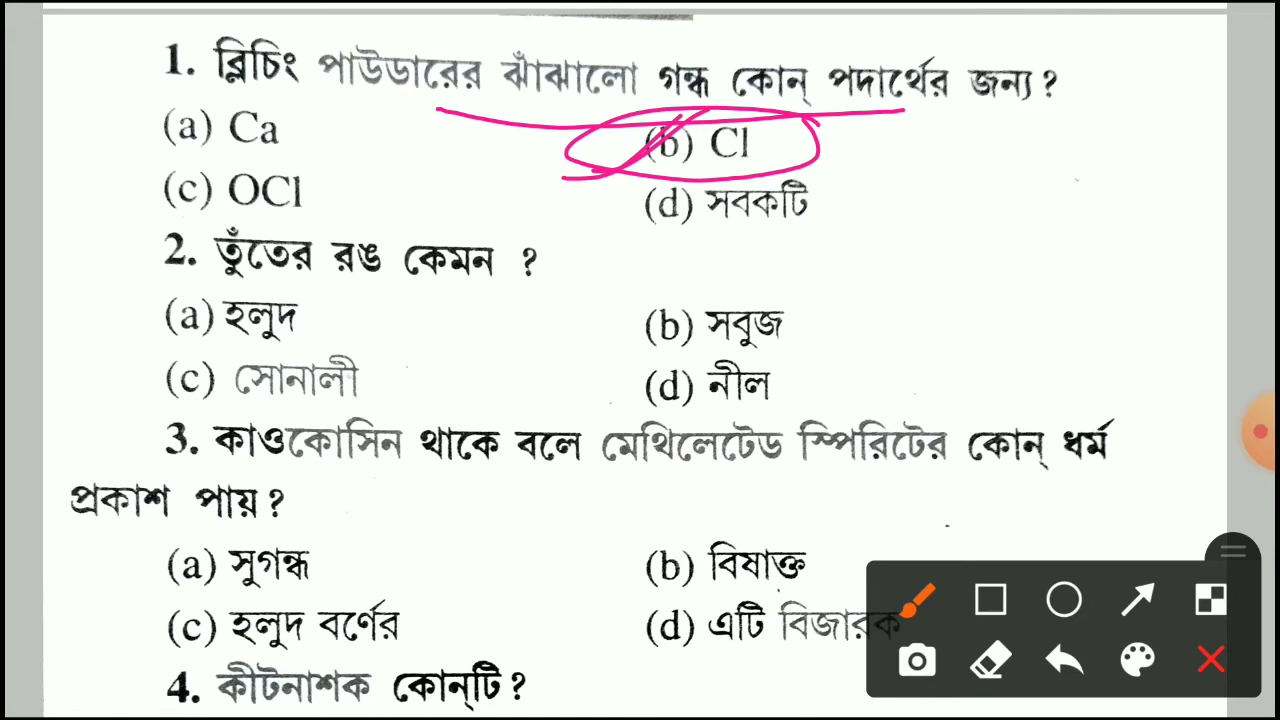 1. ব্লিচিং পাউডারের ঝাঁঝালো গন্ধ কোন্ পদার্থের জন্য ?
(a) Ca (b) Cl
(c) OCl (d) সবকটি
2. তুঁতের রঙ কেমন ?
(a) হলুদ (b) সবুজ
(c) সোনালী (d) নীল
3. কাওকোসিন থাকে বলে মেথিলেটেড স্পিরিটের কোন্ ধর্ম
প্রকাশ পায় ?
(a) সুগন্ধ (b) বিষাক্ত
(c) হলুদ বর্ণের (d) এটি বিজারক
4. কীটনাশক কোন্‌টি ?